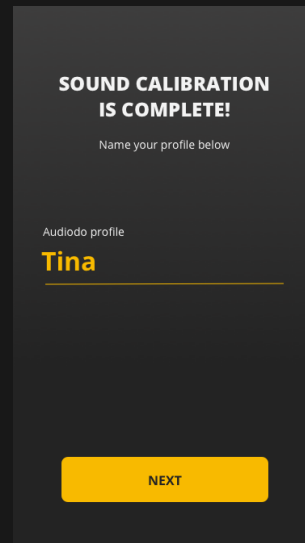 SOUND CALIBRATION
IS COMPLETE!
Name your profile below
Audiodo profile
Tina
NEXT